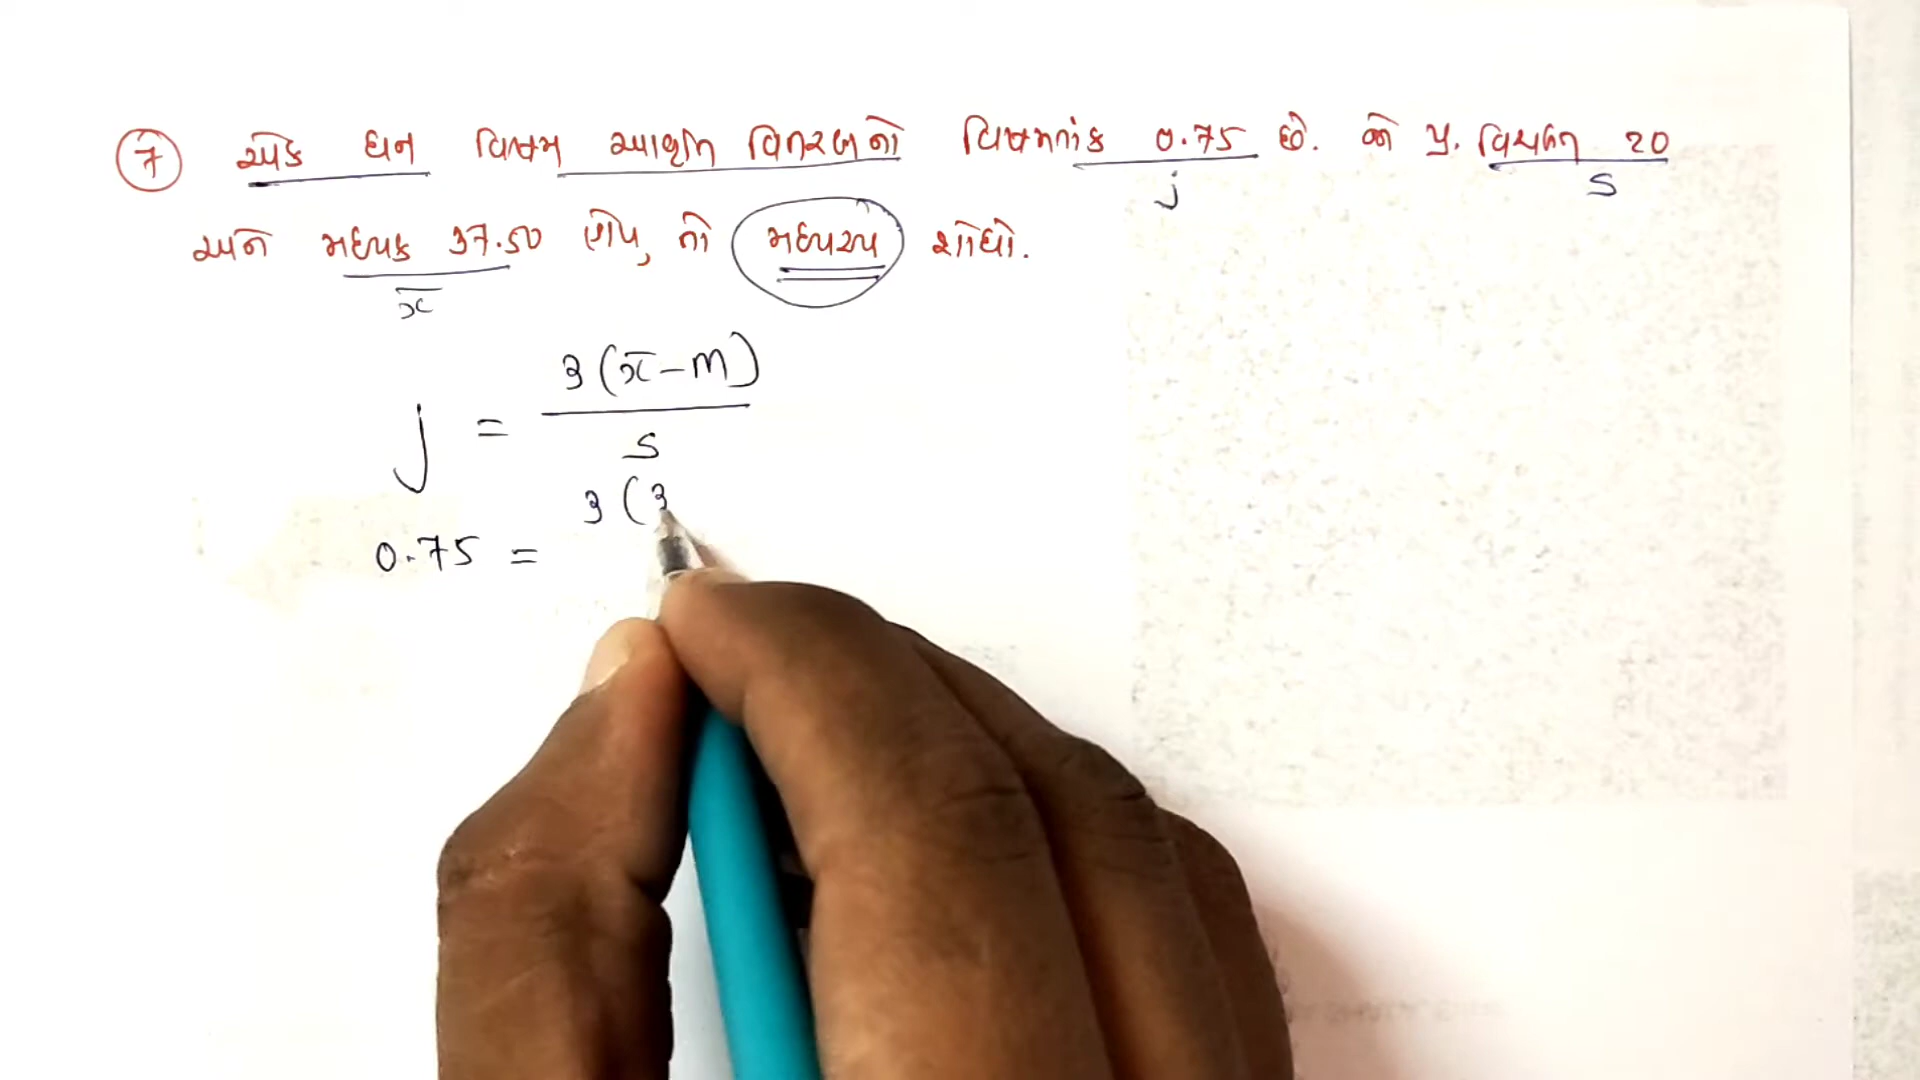 7 એક ધન વિષમ આવૃત્તિ વિતરણનો વિષમતાંક 0.75 છે. જો પ્ર. વિચલન 20
j S
અને મધ્યક 37.50 હોય, તો મધ્યસ્થ શોધો.
x̄
j = 3(x̄ - M) / S
0.75 = 3(3